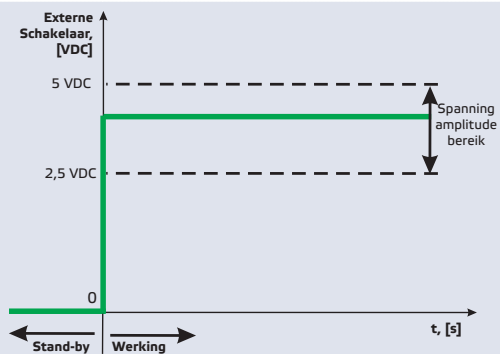 Externe
Schakelaar,
[VDC]
5 VDC
Spanning
amplitude
bereik
2,5 VDC
0
t, [s]
Stand-by
Werking